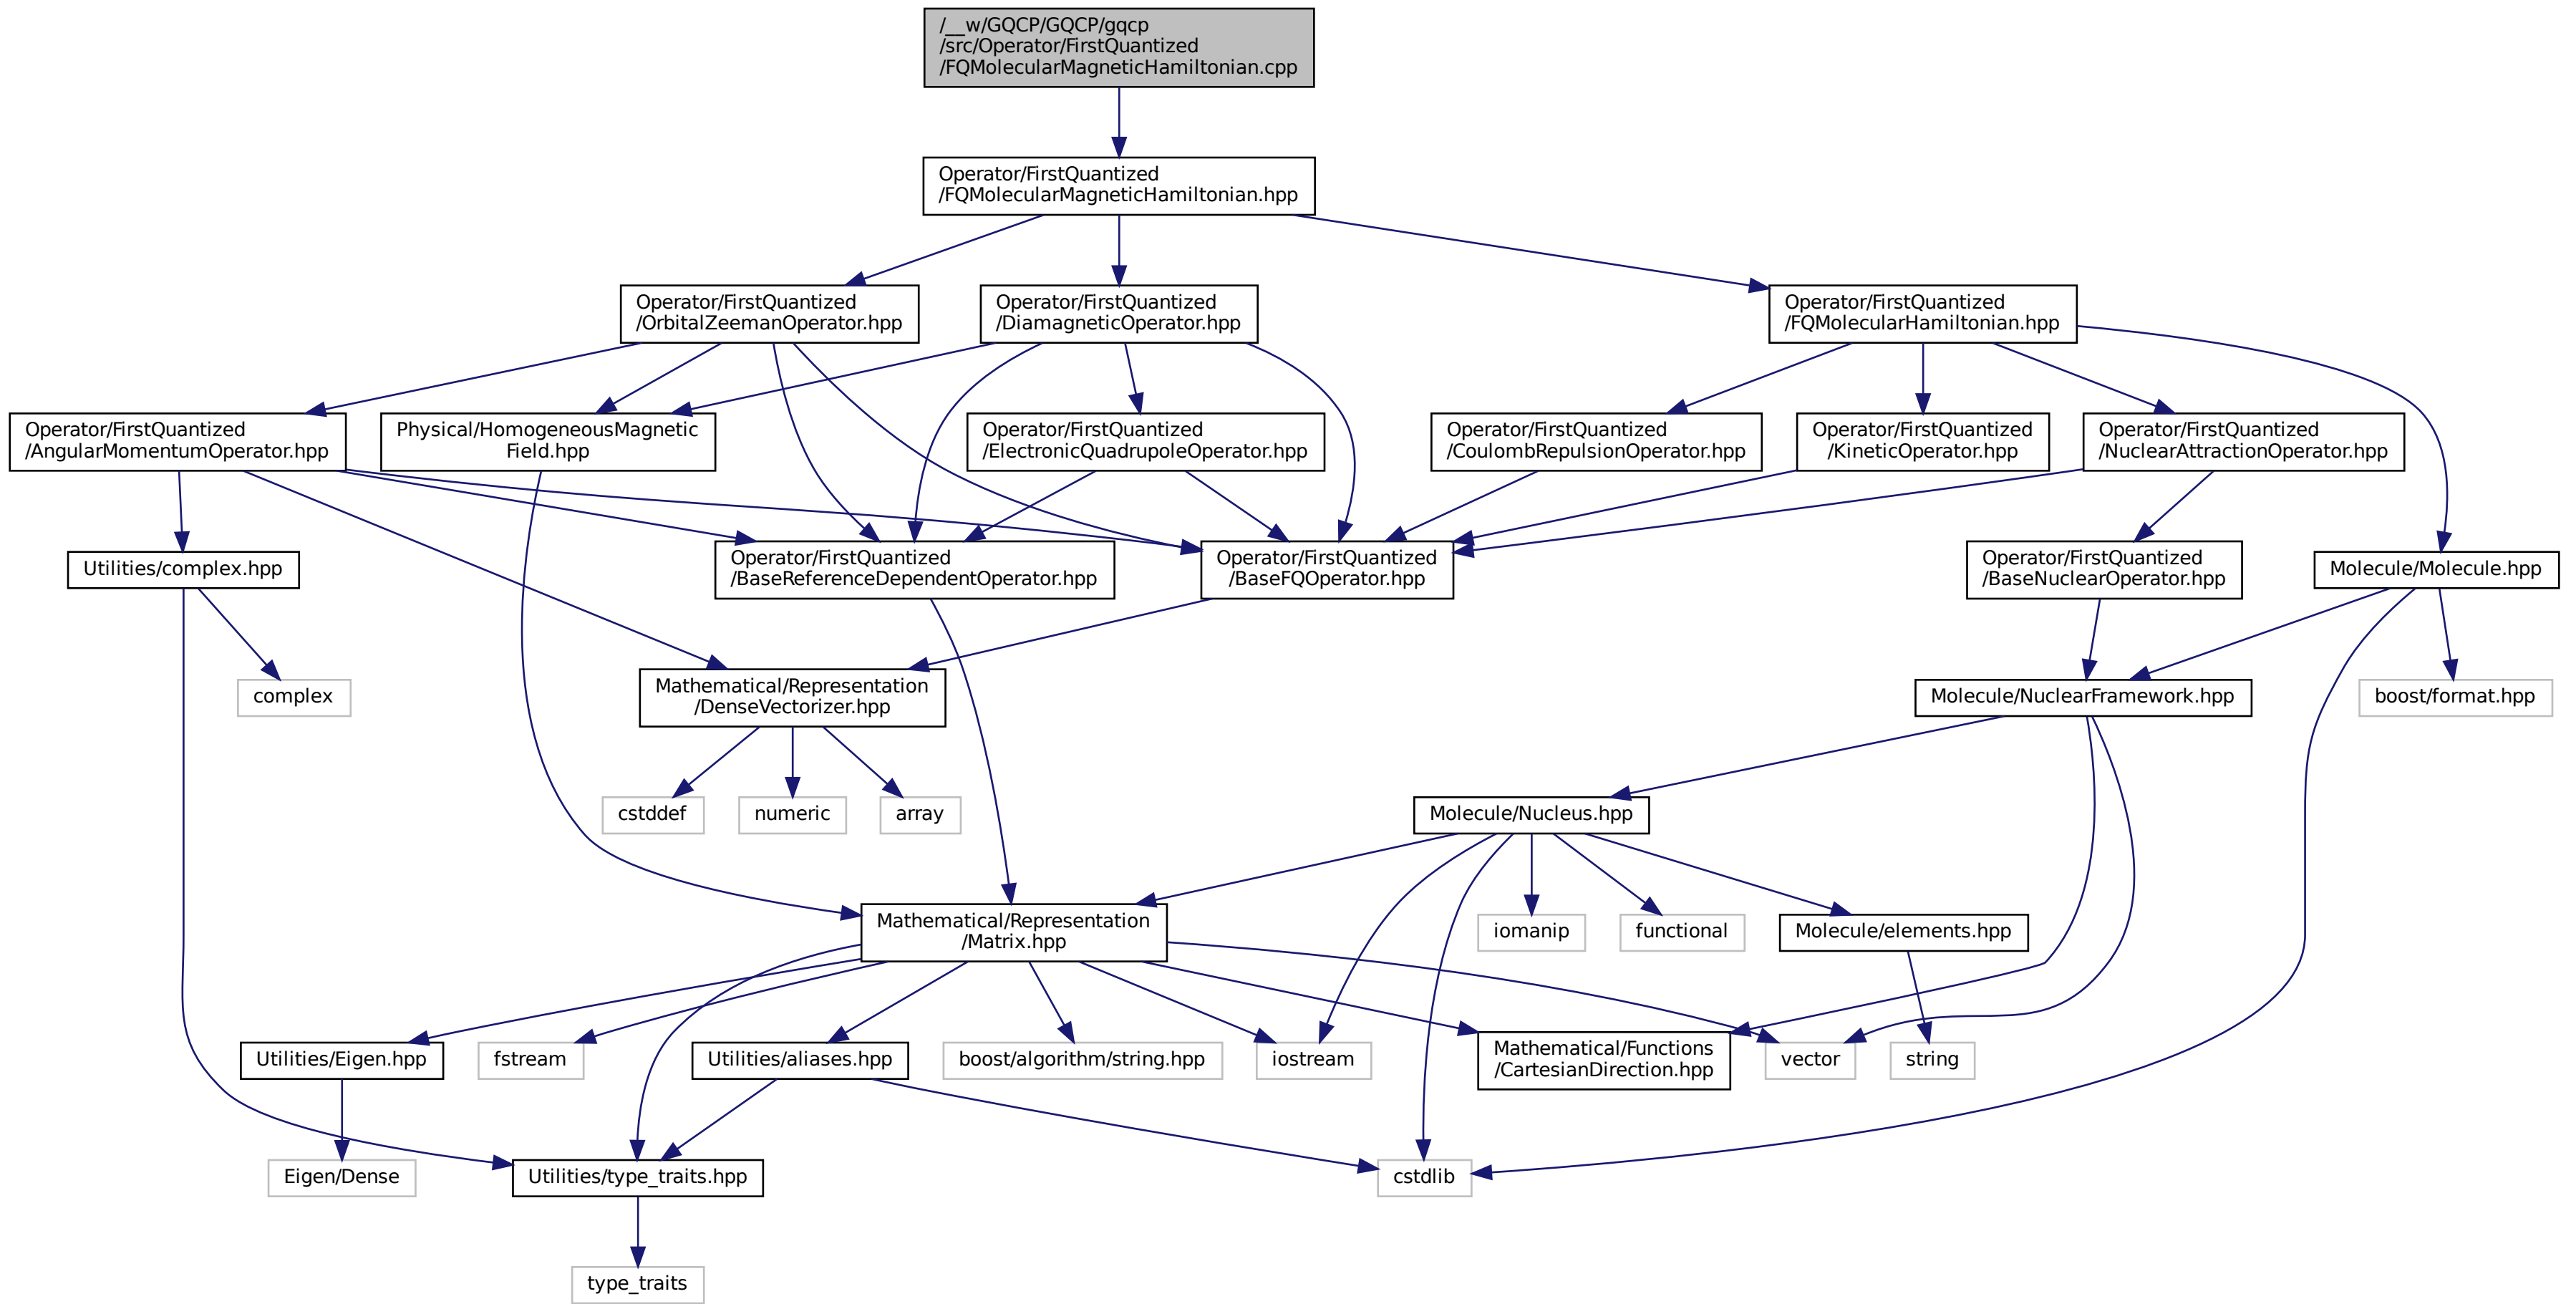 /__w/GQCP/GQCP/gqcp
/src/Operator/FirstQuantized
/FQMolecularMagneticHamiltonian.cpp
Operator/FirstQuantized
/FQMolecularMagneticHamiltonian.hpp
Operator/FirstQuantized
/OrbitalZeemanOperator.hpp
Operator/FirstQuantized
/DiamagneticOperator.hpp
Operator/FirstQuantized
/FQMolecularHamiltonian.hpp
Operator/FirstQuantized
/AngularMomentumOperator.hpp
Physical/HomogeneousMagnetic
Field.hpp
Operator/FirstQuantized
/ElectronicQuadrupoleOperator.hpp
Operator/FirstQuantized
/CoulombRepulsionOperator.hpp
Operator/FirstQuantized
/KineticOperator.hpp
Operator/FirstQuantized
/NuclearAttractionOperator.hpp
Utilities/complex.hpp
Operator/FirstQuantized
/BaseReferenceDependentOperator.hpp
Operator/FirstQuantized
/BaseFQOperator.hpp
Operator/FirstQuantized
/BaseNuclearOperator.hpp
Molecule/Molecule.hpp
complex
Mathematical/Representation
/DenseVectorizer.hpp
Molecule/NuclearFramework.hpp
boost/format.hpp
cstddef
numeric
array
Molecule/Nucleus.hpp
Mathematical/Representation
/Matrix.hpp
iomanip
functional
Molecule/elements.hpp
Utilities/Eigen.hpp
fstream
Utilities/aliases.hpp
boost/algorithm/string.hpp
iostream
Mathematical/Functions
/CartesianDirection.hpp
vector
string
Eigen/Dense
Utilities/type_traits.hpp
cstdlib
type_traits